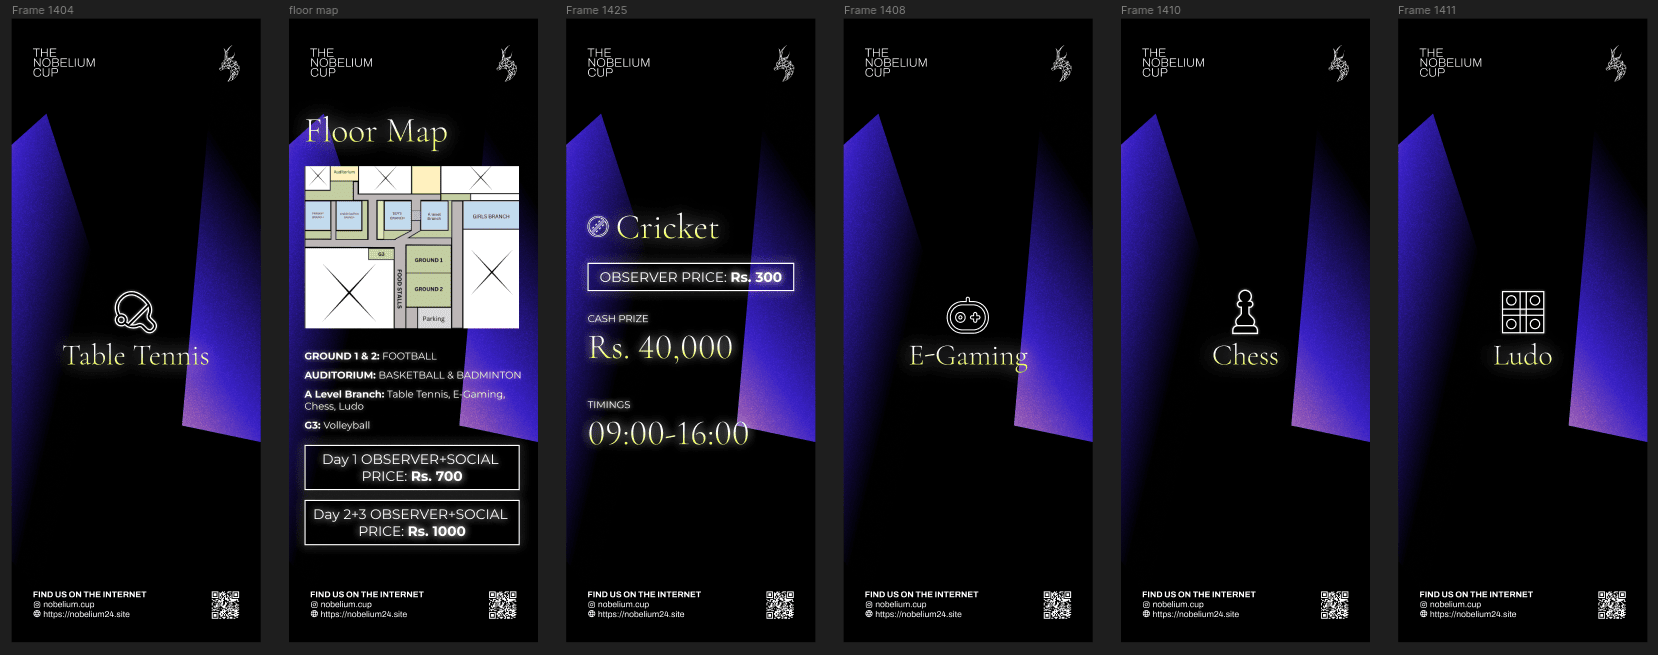 Frame 1404
THE
NOBELIUM
CUP
Table Tennis
FIND US ON THE INTERNET
nobelium.cup
https://nobelium24.site
floor map
THE
NOBELIUM
CUP
Floor Map
Auditorium
BOYS
BRANCH
A level
Branch
GIRLS BRANCH
G3
GROUND 1
GROUND 2
FOOD STALLS
Parking
GROUND 1 & 2: FOOTBALL
AUDITORIUM: BASKETBALL & BADMINTON
A Level Branch: Table Tennis, E-Gaming,
Chess, Ludo
G3: Volleyball
Day 1 OBSERVER+SOCIAL
PRICE: Rs. 700
Day 2+3 OBSERVER+SOCIAL
PRICE: Rs. 1000
FIND US ON THE INTERNET
nobelium.cup
https://nobelium24.site
Frame 1425
THE
NOBELIUM
CUP
Cricket
OBSERVER PRICE: Rs. 300
CASH PRIZE
Rs. 40,000
TIMINGS
09:00-16:00
FIND US ON THE INTERNET
nobelium.cup
https://nobelium24.site
Frame 1408
THE
NOBELIUM
CUP
E-Gaming
FIND US ON THE INTERNET
nobelium.cup
https://nobelium24.site
Frame 1410
THE
NOBELIUM
CUP
Chess
FIND US ON THE INTERNET
nobelium.cup
https://nobelium24.site
Frame 1411
THE
NOBELIUM
CUP
Ludo
FIND US ON THE INTERNET
nobelium.cup
https://nobelium24.site